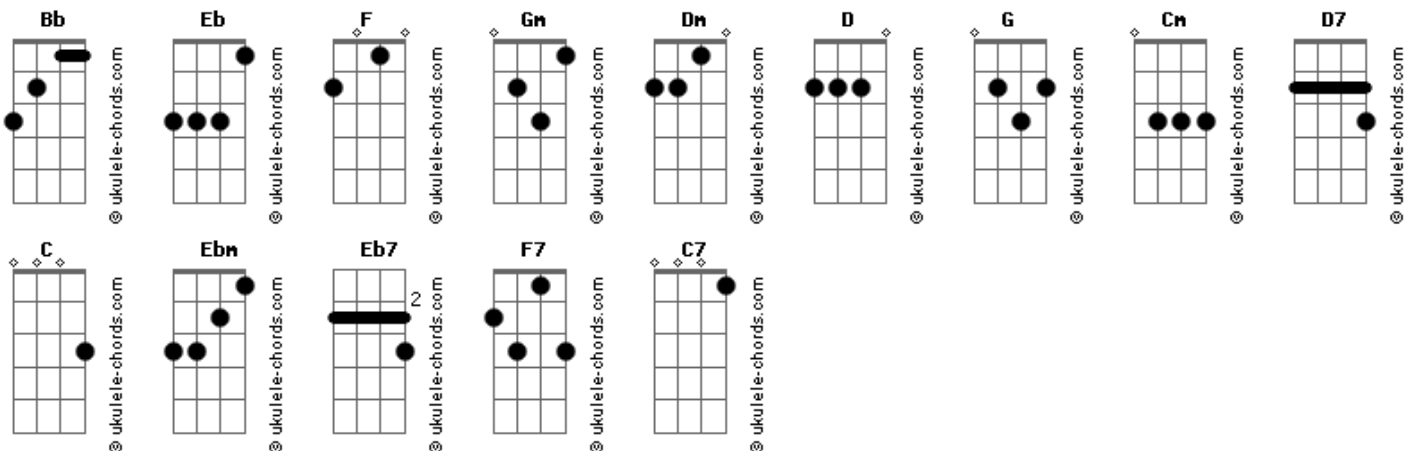 Bb Eb F Gm Dm D G Cm D7
© ukulele-chords.com © ukulele-chords.com © ukulele-chords.com © ukulele-chords.com © ukulele-chords.com © ukulele-chords.com © ukulele-chords.com © ukulele-chords.com © ukulele-chords.com
C Ebm Eb7 F7 C7
2
© ukulele-chords.com © ukulele-chords.com © ukulele-chords.com © ukulele-chords.com © ukulele-chords.com